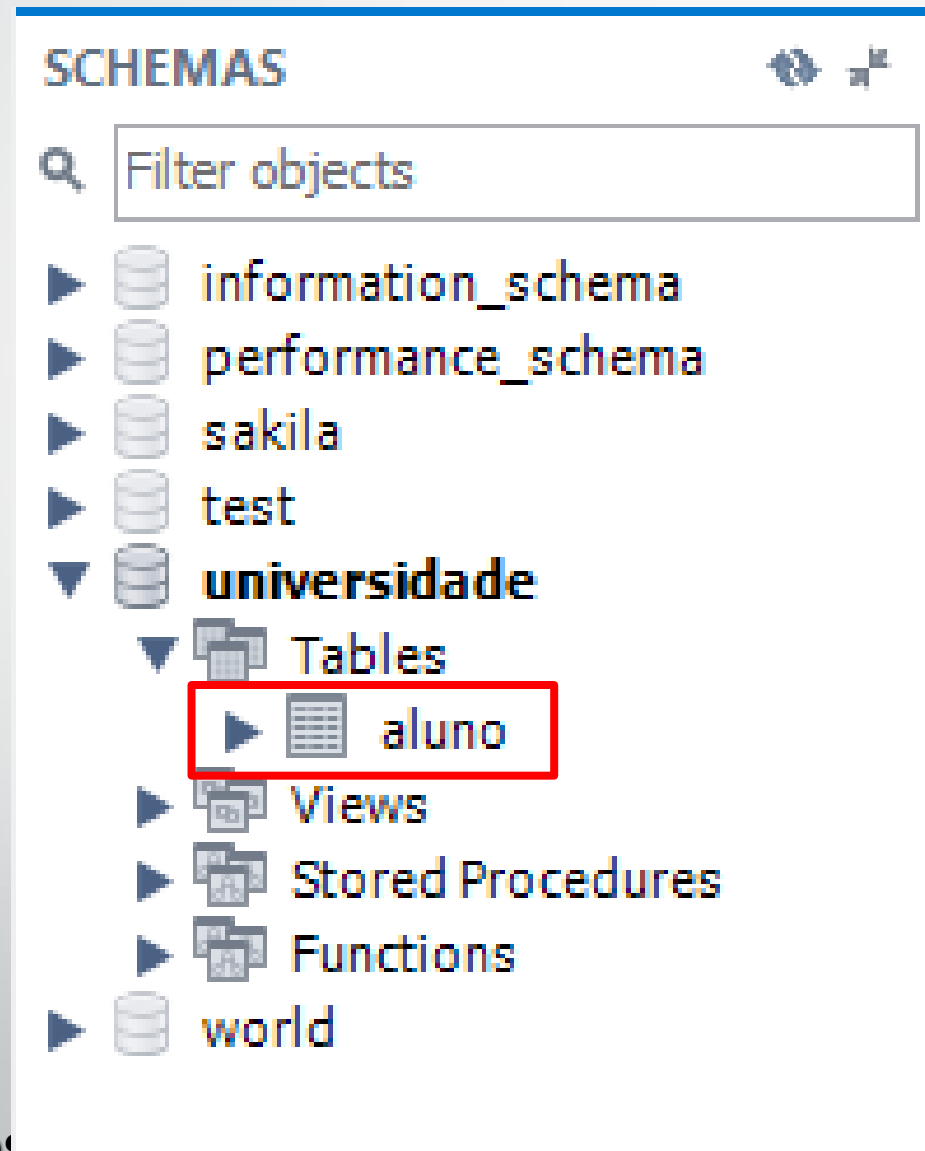 SCHEMAS
Filter objects
information_schema
performance_schema
sakila
test
universidade
Tables
aluno
Views
Stored Procedures
Functions
world